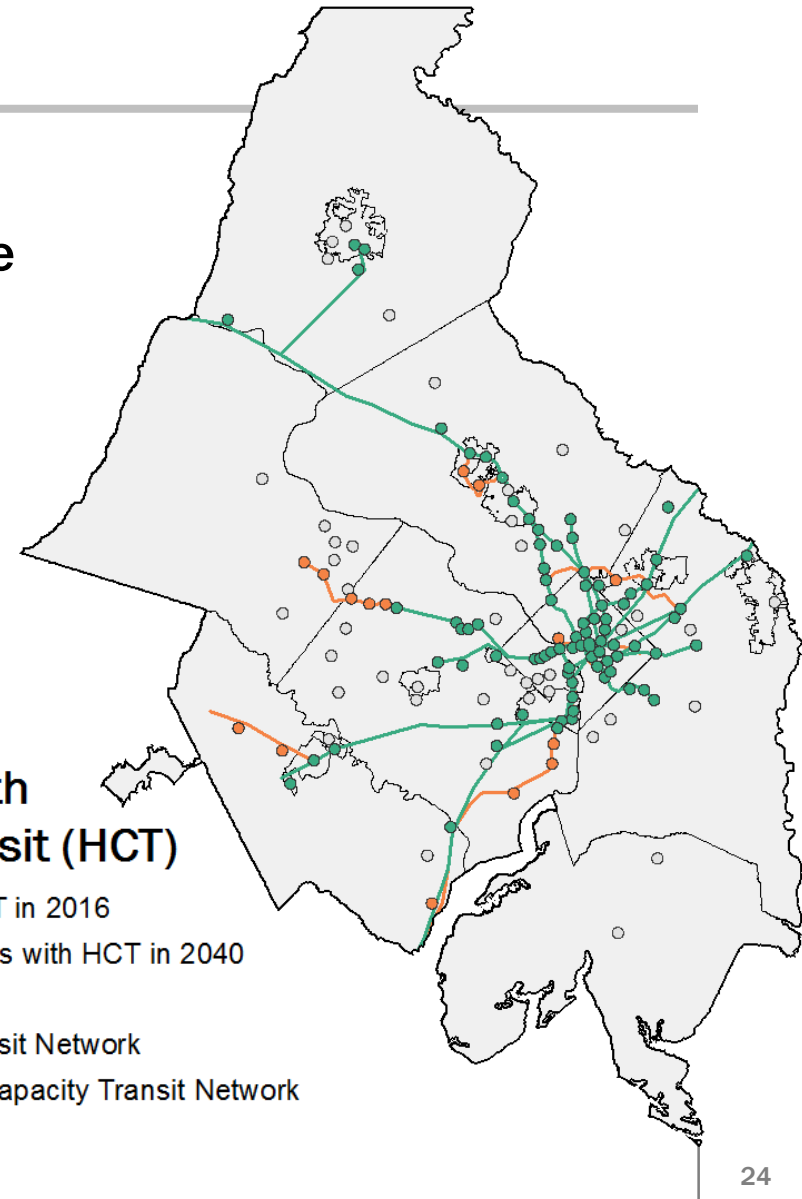 e
th
sit (HCT)
T in 2016
s with HCT in 2040
sit Network
apacity Transit Network
24